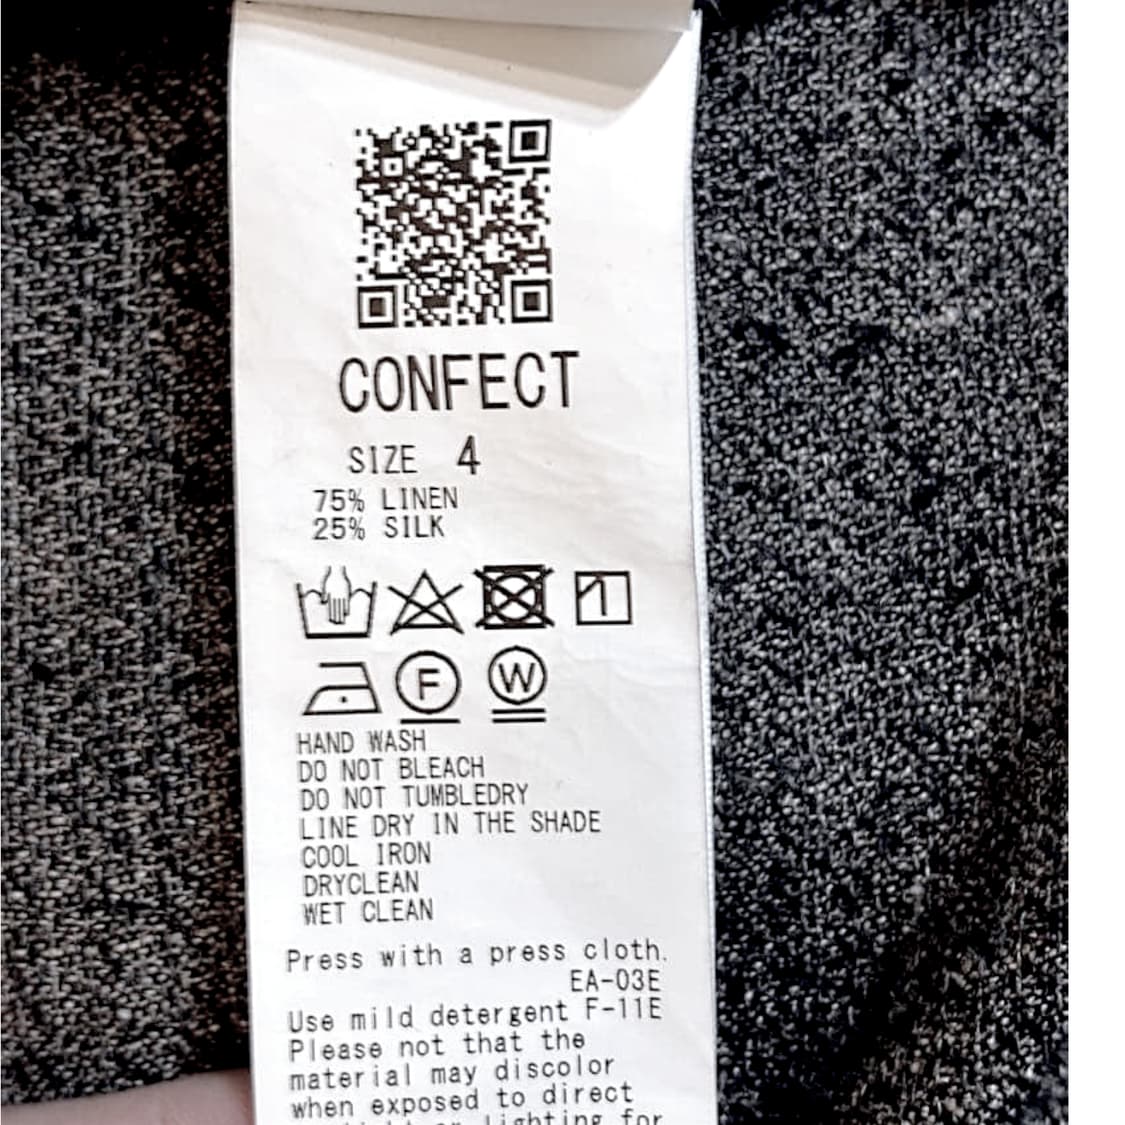 CONFECT
SIZE 4
75% LINEN
25% SILK
F W
HAND WASH
DO NOT BLEACH
DO NOT TUMBLEDRY
LINE DRY IN THE SHADE
COOL IRON
DRYCLEAN
WET CLEAN
Press with a press cloth.
EA-03E
Use mild detergent F-11E
Please not that the
material may discolor
when exposed to direct
lighting for